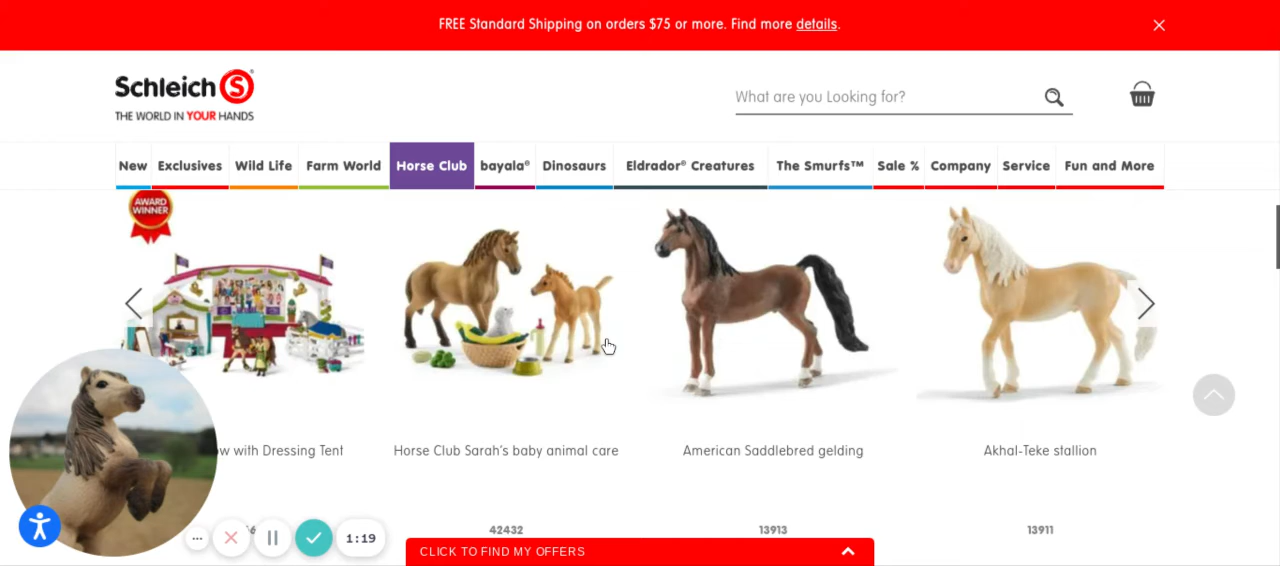 FREE Standard Shipping on orders $75 or more. Find more details.
Schleich S
THE WORLD IN YOUR HANDS
What are you Looking for?
New Exclusives Wild Life Farm World Horse Club bayala® Dinosaurs Eldrador® Creatures The Smurfs™ Sale % Company Service Fun and More
AWARD
WINNER
with Dressing Tent
Horse Club Sarah's baby animal care
American Saddlebred gelding
Akhal-Teke stallion
42432
13913
13911
1:19
CLICK TO FIND MY OFFERS